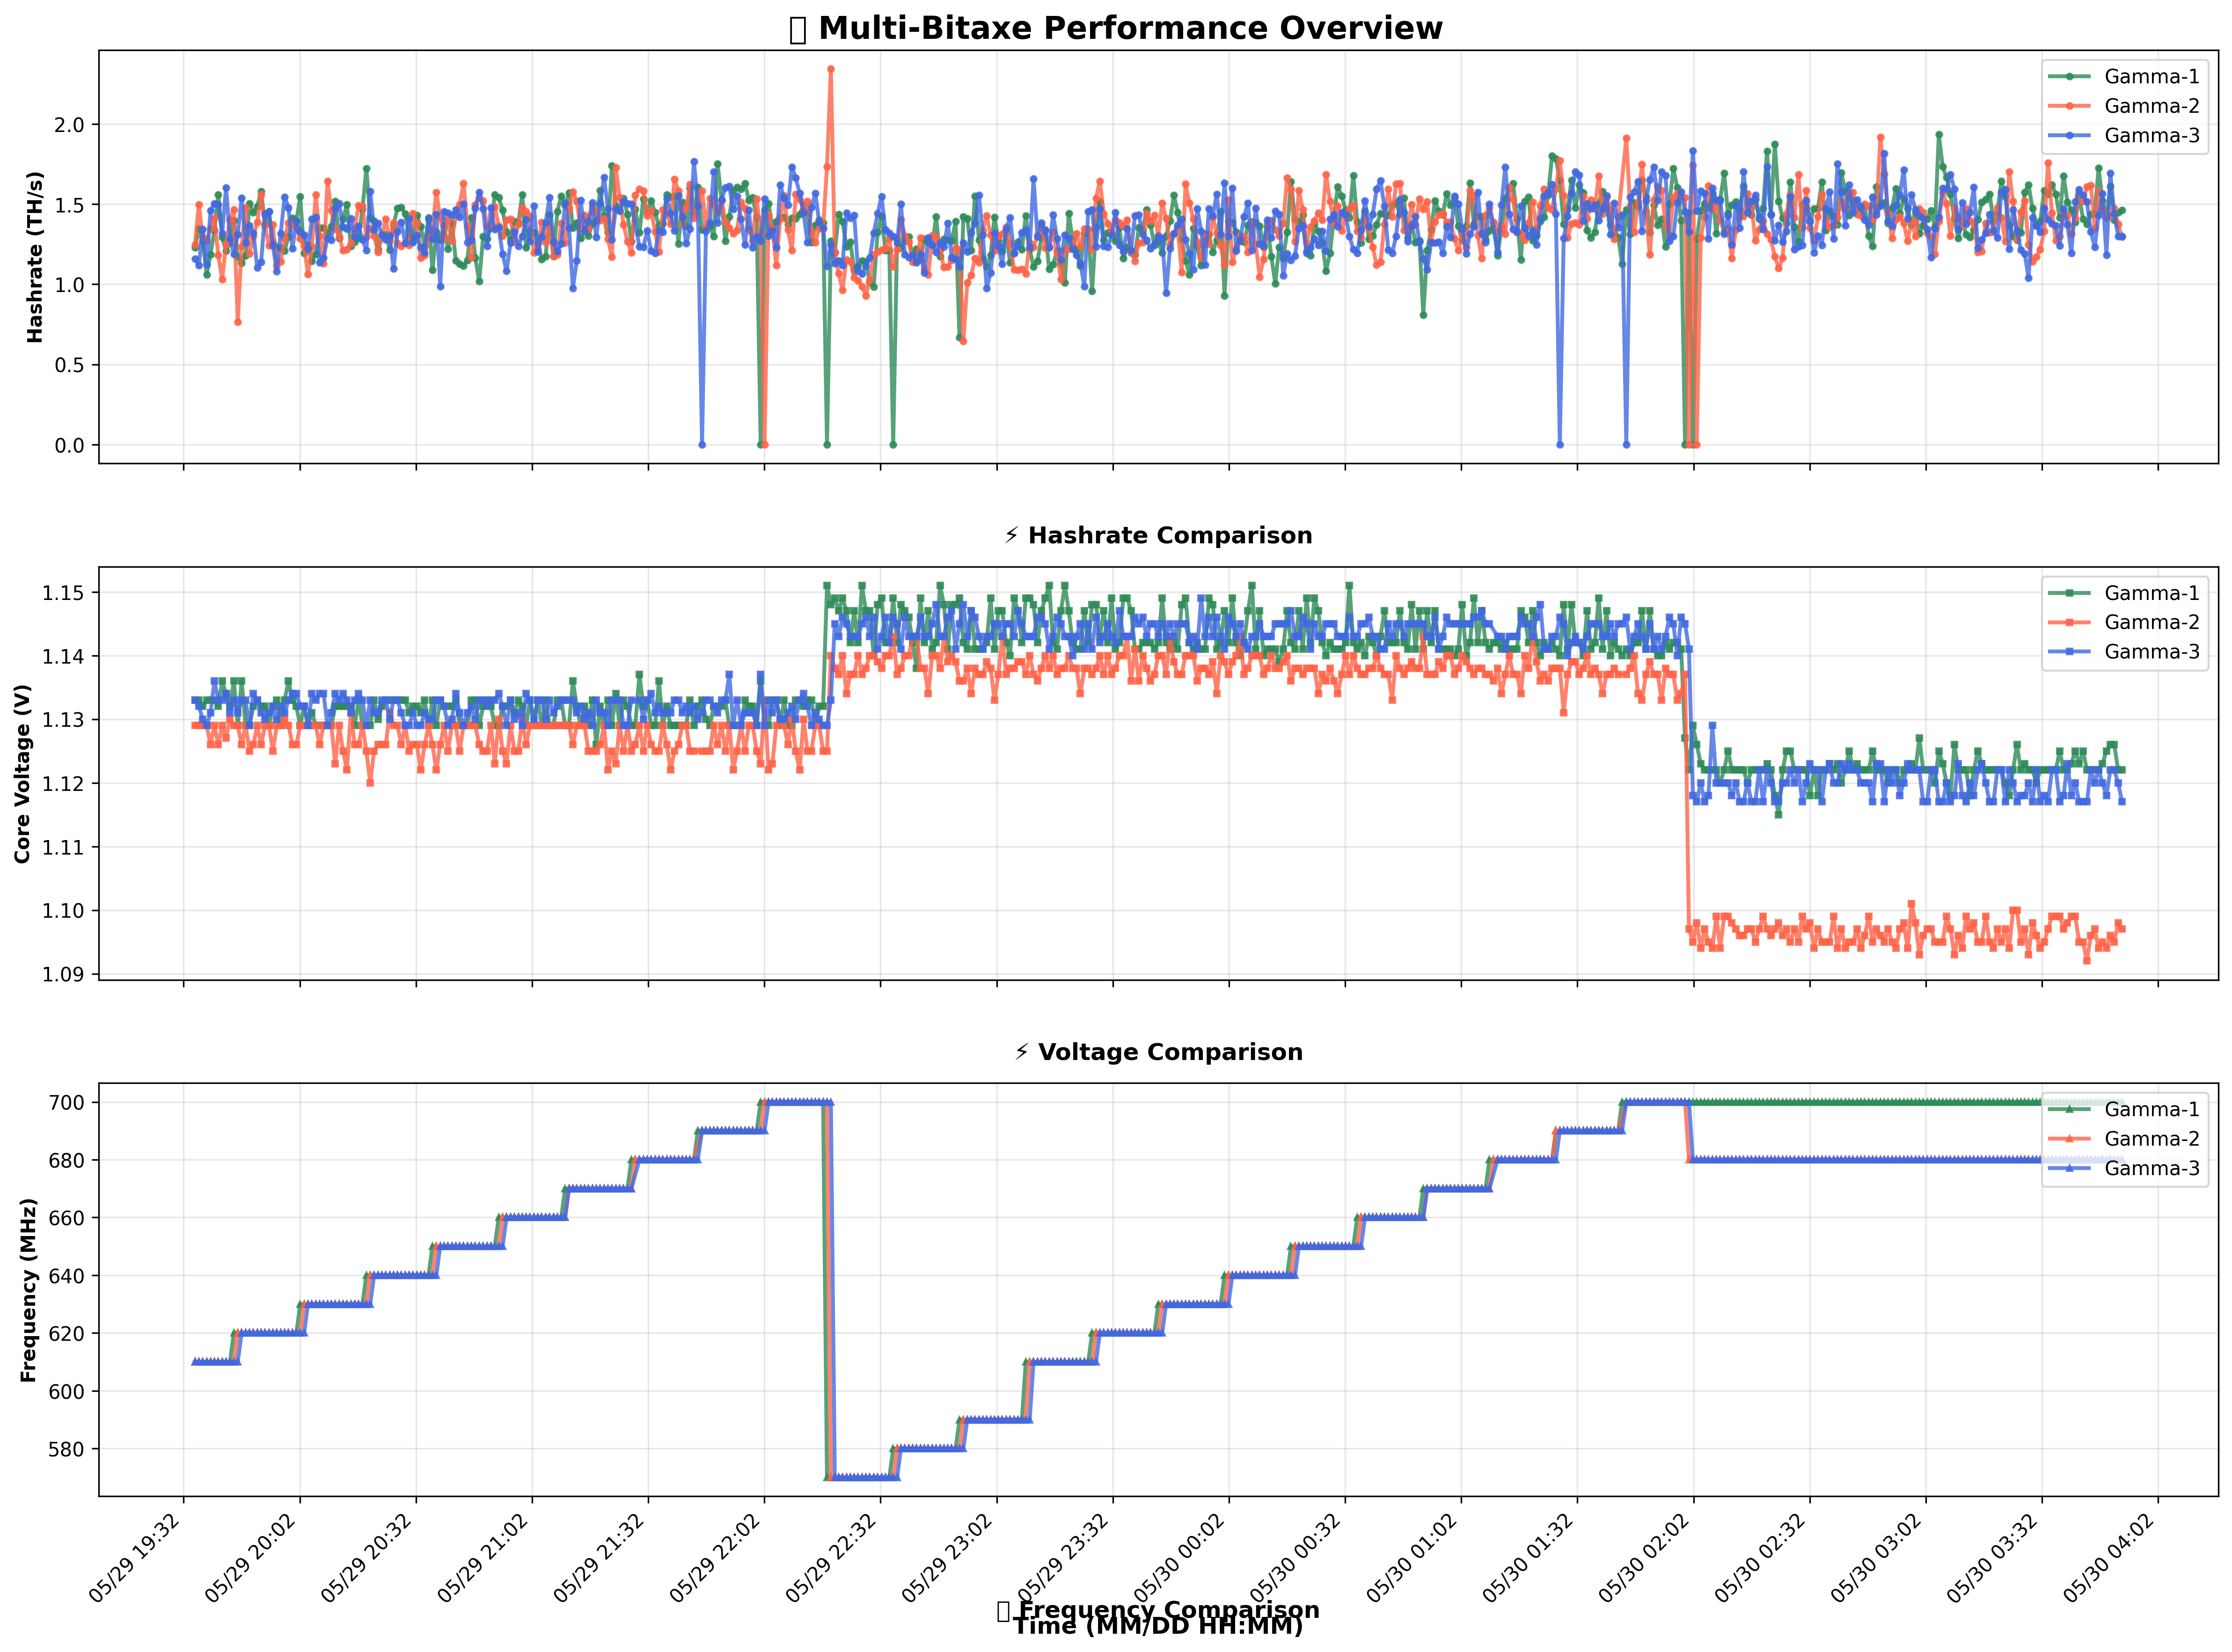 ▯ Multi-Bitaxe Performance Overview
Hashrate (TH/s)
2.0
1.5
1.0
0.5
0.0
Gamma-1
Gamma-2
Gamma-3
⚡ Hashrate Comparison
Core Voltage (V)
1.15
1.14
1.13
1.12
1.11
1.10
1.09
Gamma-1
Gamma-2
Gamma-3
⚡ Voltage Comparison
Frequency (MHz)
700
680
660
640
620
600
580
Gamma-1
Gamma-2
Gamma-3
05/29 19:32
05/29 20:02
05/29 20:32
05/29 21:02
05/29 21:32
05/29 22:02
05/29 22:32
05/29 23:02
05/29 23:32
05/30 00:02
05/30 00:32
05/30 01:02
05/30 01:32
05/30 02:02
05/30 02:32
05/30 03:02
05/30 03:32
05/30 04:02
▯ Frequency Comparison
Time (MM/DD HH:MM)